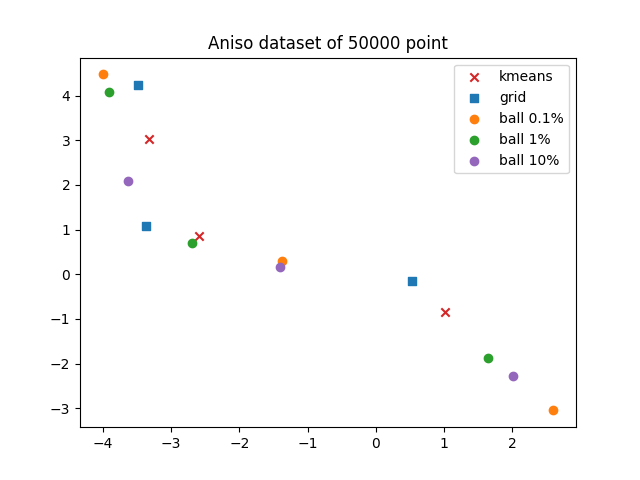 Aniso dataset of 50000 point
kmeans
grid
ball 0.1%
ball 1%
ball 10%
4
3
2
1
0
−1
−2
−3
−4 −3 −2 −1 0 1 2